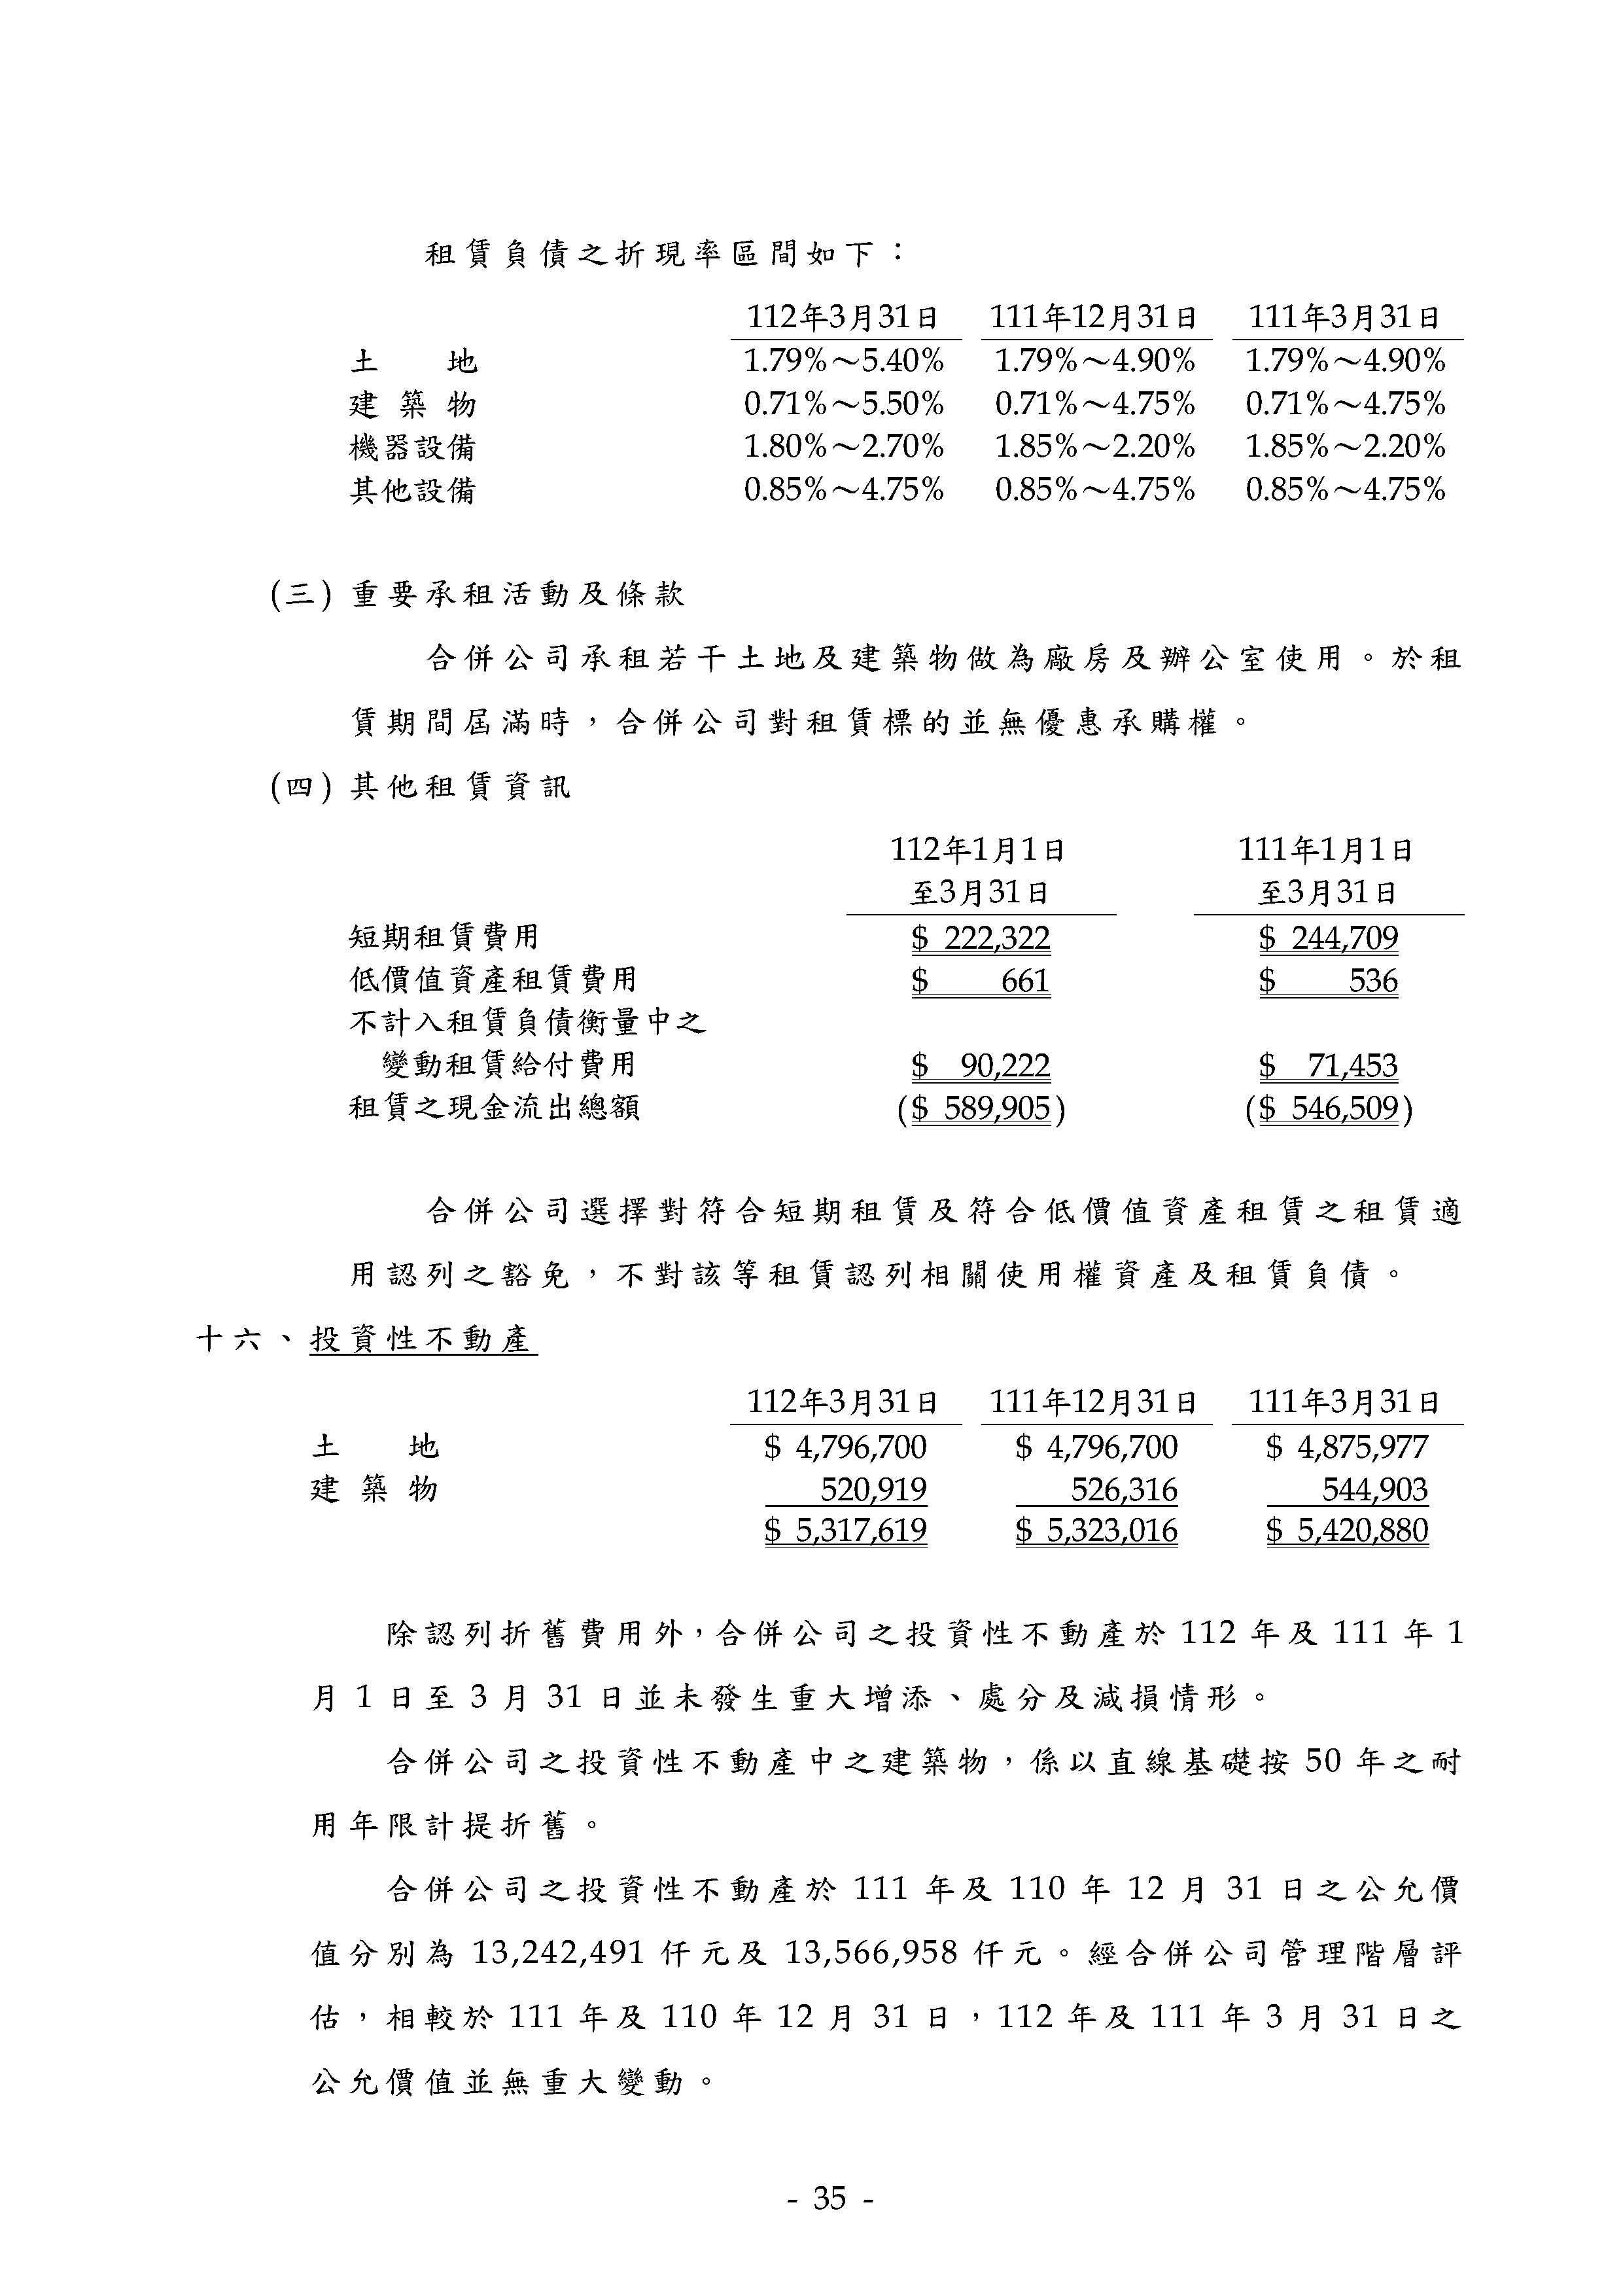 租賃負債之折現率區間如下：
112年3月31日 111年12月31日 111年3月31日
土　　地 1.79%～5.40% 1.79%～4.90% 1.79%～4.90%
建 築 物 0.71%～5.50% 0.71%～4.75% 0.71%～4.75%
機器設備 1.80%～2.70% 1.85%～2.20% 1.85%～2.20%
其他設備 0.85%～4.75% 0.85%～4.75% 0.85%～4.75%
(三) 重要承租活動及條款
合併公司承租若干土地及建築物做為廠房及辦公室使用。於租
賃期間屆滿時，合併公司對租賃標的並無優惠承購權。
(四) 其他租賃資訊
112年1月1日 111年1月1日
至3月31日 至3月31日
短期租賃費用 $ 222,322 $ 244,709
低價值資產租賃費用 $ 661 $ 536
不計入租賃負債衡量中之
變動租賃給付費用 $ 90,222 $ 71,453
租賃之現金流出總額 ($ 589,905) ($ 546,509)
合併公司選擇對符合短期租賃及符合低價值資產租賃之租賃適
用認列之豁免，不對該等租賃認列相關使用權資產及租賃負債。
十六、投資性不動產
112年3月31日 111年12月31日 111年3月31日
土　　地 $ 4,796,700 $ 4,796,700 $ 4,875,977
建 築 物 520,919 526,316 544,903
$ 5,317,619 $ 5,323,016 $ 5,420,880
除認列折舊費用外，合併公司之投資性不動產於 112 年及 111 年 1
月 1 日至 3 月 31 日並未發生重大增添、處分及減損情形。
合併公司之投資性不動產中之建築物，係以直線基礎按 50 年之耐
用年限計提折舊。
合併公司之投資性不動產於 111 年及 110 年 12 月 31 日之公允價
值分別為 13,242,491 仟元及 13,566,958 仟元。經合併公司管理階層評
估，相較於 111 年及 110 年 12 月 31 日，112 年及 111 年 3 月 31 日之
公允價值並無重大變動。
- 35 -